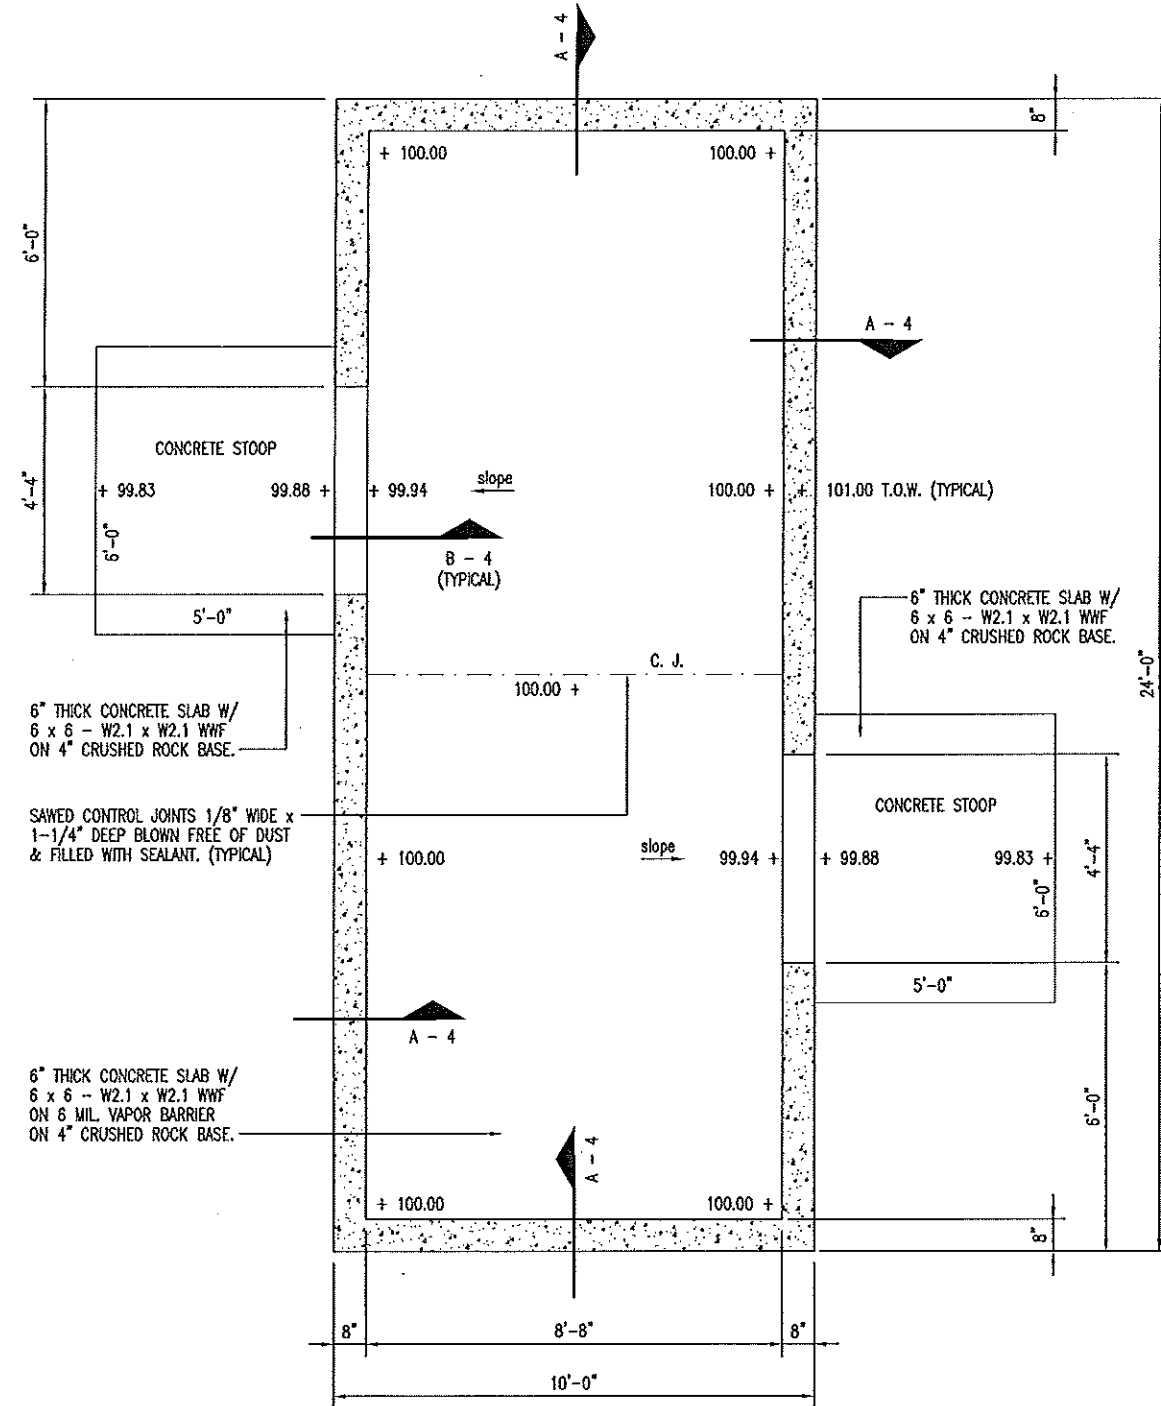 A - 4
8"
+ 100.00
100.00 +
6'-0"
A - 4
CONCRETE STOOP
+ 99.83
99.88 +
+ 99.94
slope
100.00 +
+
101.00 T.O.W. (TYPICAL)
4'-4"
6'-0"
B - 4
(TYPICAL)
5'-0"
6" THICK CONCRETE SLAB W/
6 x 6 - W2.1 x W2.1 WWF
ON 4" CRUSHED ROCK BASE.
24'-0"
C. J.
100.00 +
6" THICK CONCRETE SLAB W/
6 x 6 - W2.1 x W2.1 WWF
ON 4" CRUSHED ROCK BASE.
SAWED CONTROL JOINTS 1/8" WIDE x
1-1/4" DEEP BLOWN FREE OF DUST
& FILLED WITH SEALANT. (TYPICAL)
CONCRETE STOOP
+ 100.00
slope
99.94 +
+ 99.88
99.83 +
4'-4"
6'-0"
5'-0"
A - 4
6" THICK CONCRETE SLAB W/
6 x 6 - W2.1 x W2.1 WWF
ON 6 MIL. VAPOR BARRIER
ON 4" CRUSHED ROCK BASE.
6'-0"
A - 4
+ 100.00
100.00 +
8"
8"
8'-8"
8"
10'-0"